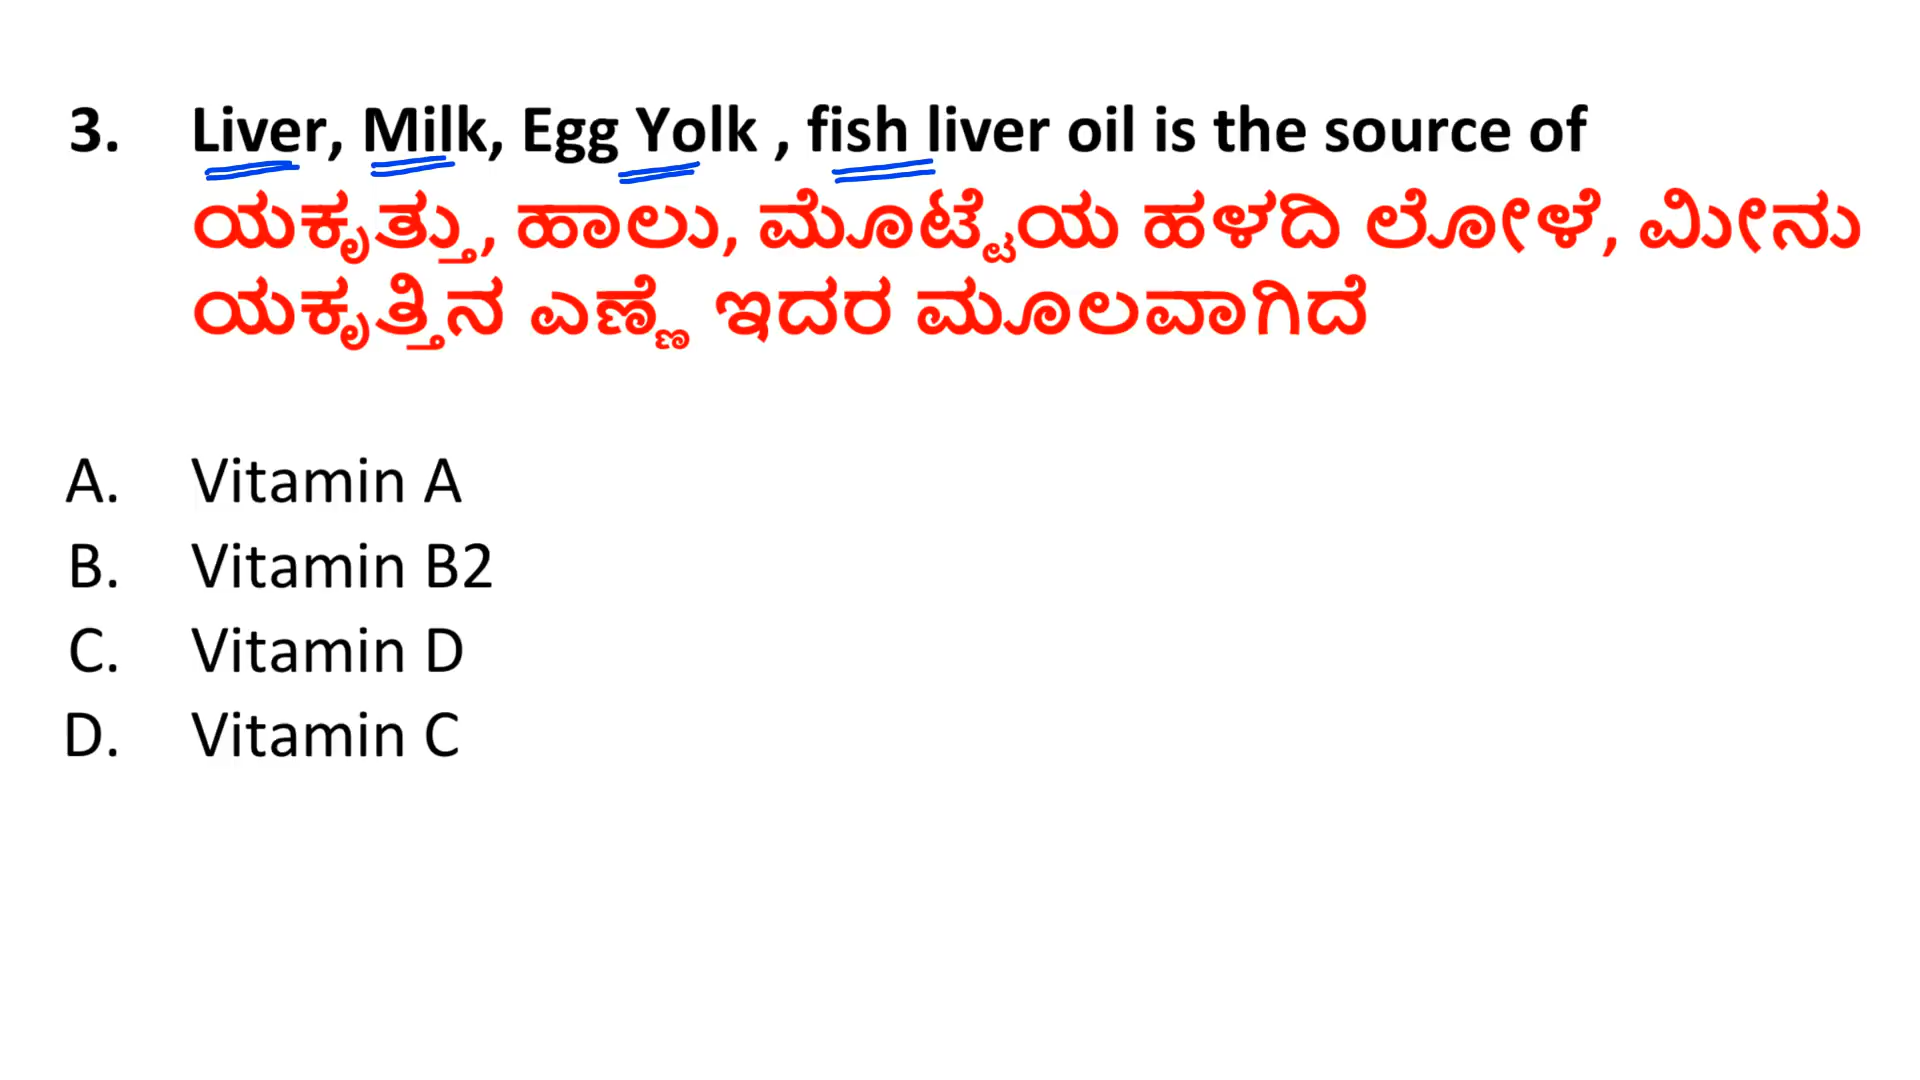 3. Liver, Milk, Egg Yolk , fish liver oil is the source of
ಯಕೃತ್ತು, ಹಾಲು, ಮೊಟ್ಟೆಯ ಹಳದಿ ಲೋಳೆ, ಮೀನು
ಯಕೃತ್ತಿನ ಎಣ್ಣೆ ಇದರ ಮೂಲವಾಗಿದೆ
A. Vitamin A
B. Vitamin B2
C. Vitamin D
D. Vitamin C